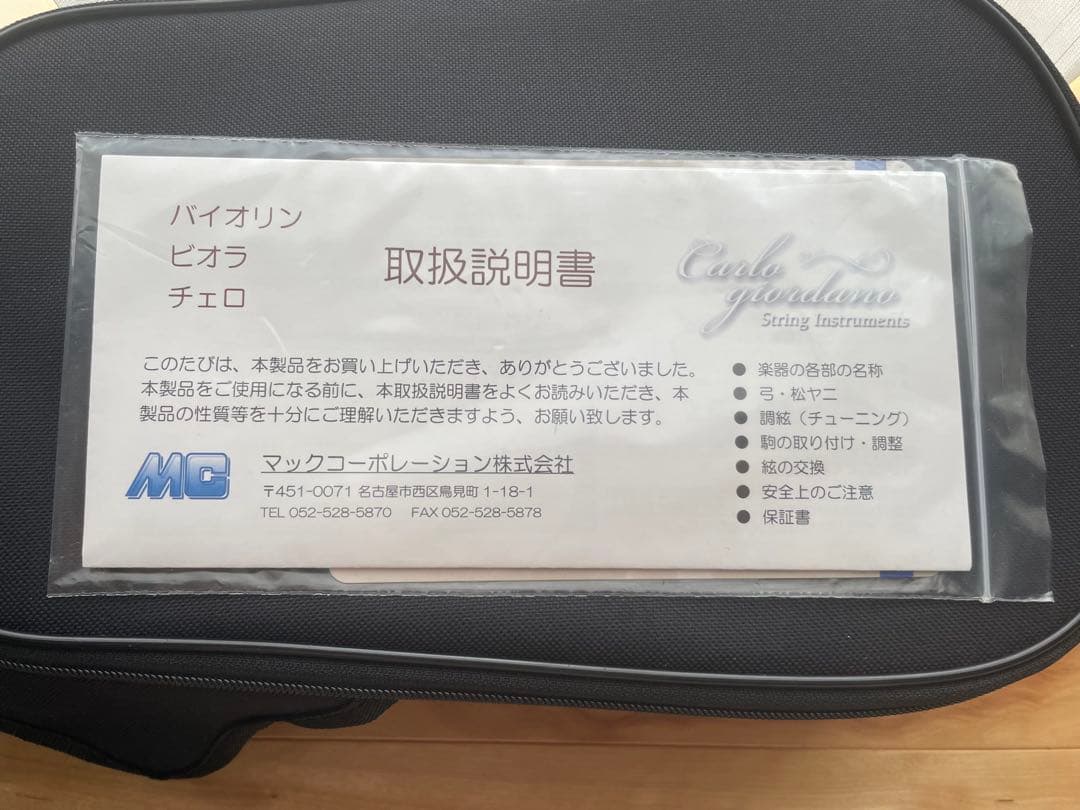 バイオリン
ビオラ
チェロ
取扱説明書
Carlo
giordano
String Instruments
このたびは、本製品をお買い上げいただき、ありがとうございました。
本製品をご使用になる前に、本取扱説明書をよくお読みいただき、本
製品の性質等を十分にご理解いただきますよう、お願い致します。
MC
マックコーポレーション株式会社
〒451-0071 名古屋市西区鳥見町 1-18-1
TEL 052-528-5870 FAX 052-528-5878
● 楽器の各部の名称
● 弓・松ヤニ
● 調絃（チューニング）
● 駒の取り付け・調整
● 絃の交換
● 安全上のご注意
● 保証書